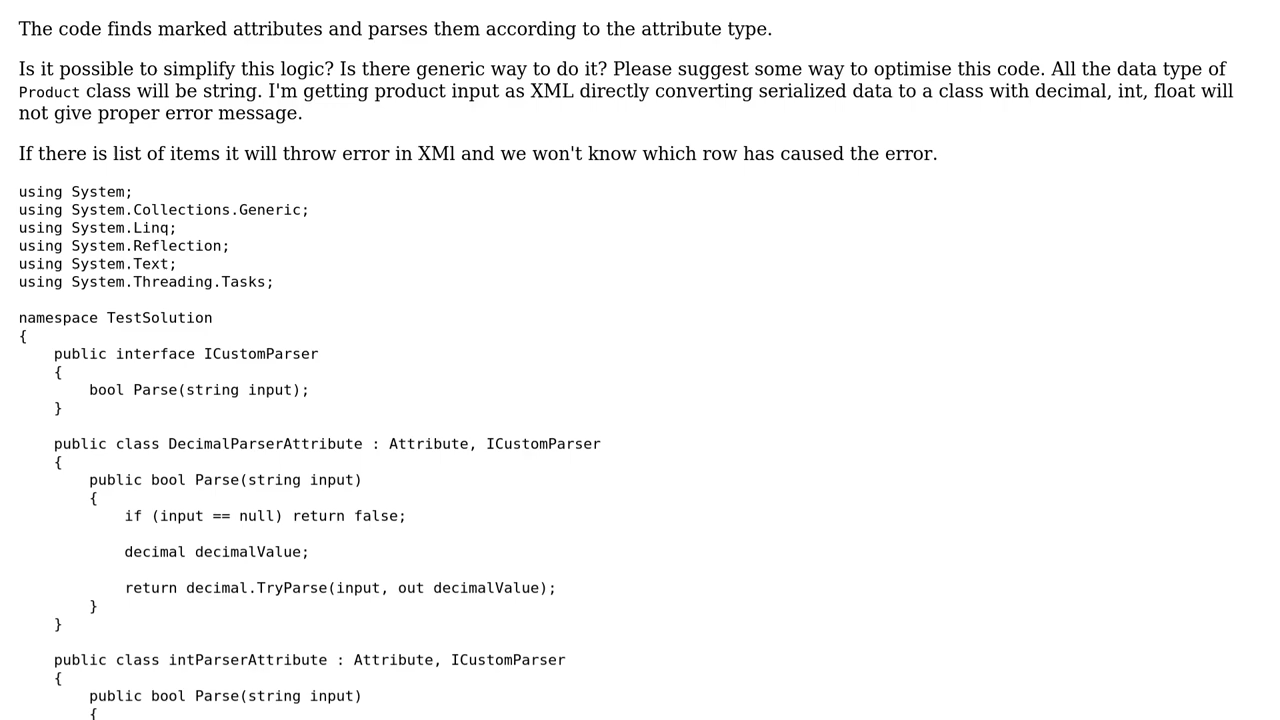 The code finds marked attributes and parses them according to the attribute type.
Is it possible to simplify this logic? Is there generic way to do it? Please suggest some way to optimise this code. All the data type of
Product class will be string. I'm getting product input as XML directly converting serialized data to a class with decimal, int, float will
not give proper error message.
If there is list of items it will throw error in XMl and we won't know which row has caused the error.
using System;
using System.Collections.Generic;
using System.Linq;
using System.Reflection;
using System.Text;
using System.Threading.Tasks;
namespace TestSolution
{
    public interface ICustomParser
    {
        bool Parse(string input);
    }
    public class DecimalParserAttribute : Attribute, ICustomParser
    {
        public bool Parse(string input)
        {
            if (input == null) return false;
            decimal decimalValue;
            return decimal.TryParse(input, out decimalValue);
        }
    }
    public class intParserAttribute : Attribute, ICustomParser
    {
        public bool Parse(string input)
        {